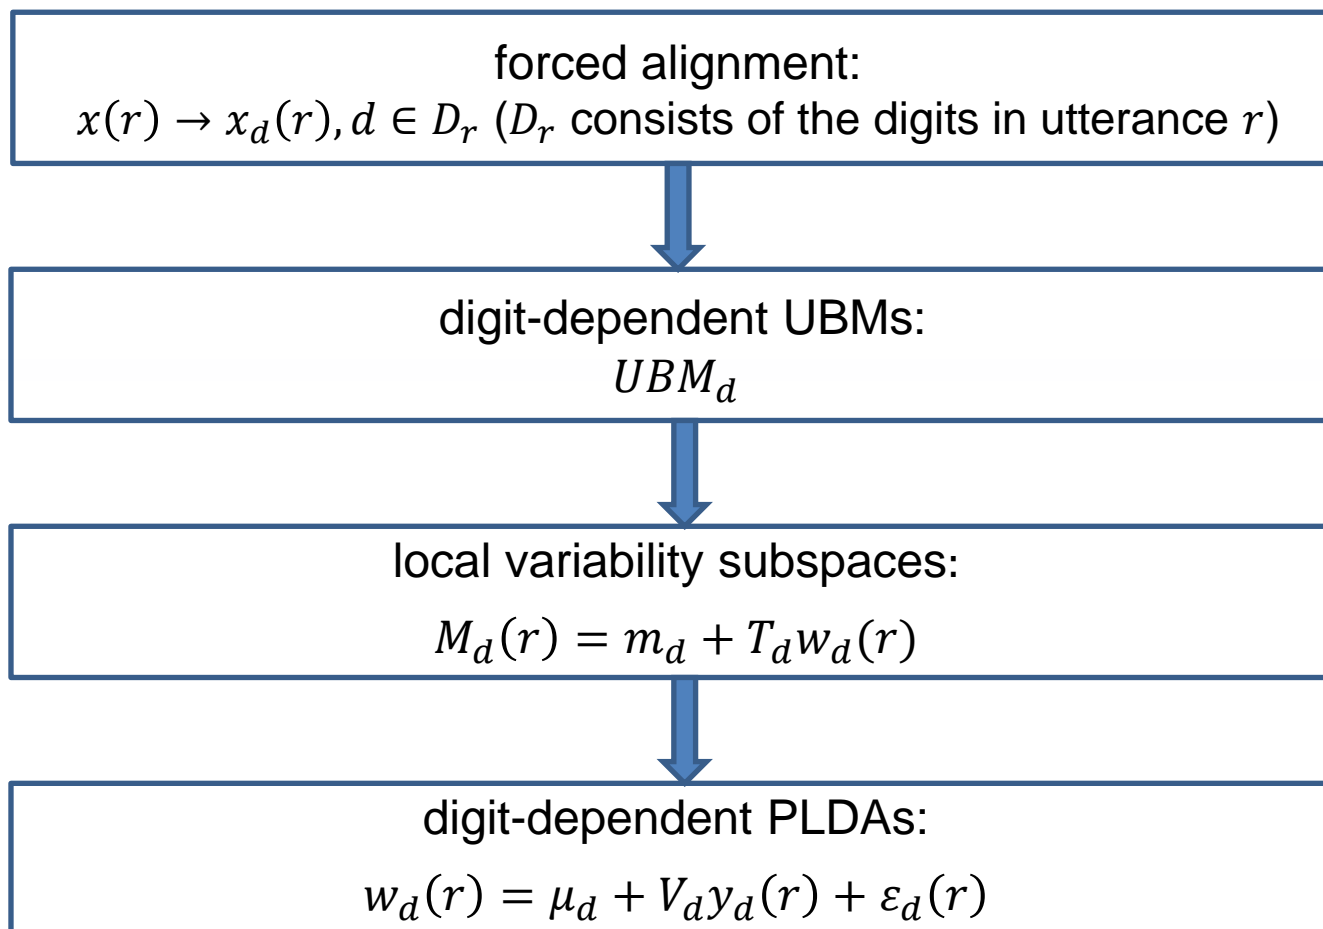 forced alignment:
x(r) → x_d(r), d ∈ D_r (D_r consists of the digits in utterance r)
digit-dependent UBMs:
UBM_d
local variability subspaces:
M_d(r) = m_d + T_d w_d(r)
digit-dependent PLDAs:
w_d(r) = μ_d + V_d y_d(r) + ε_d(r)